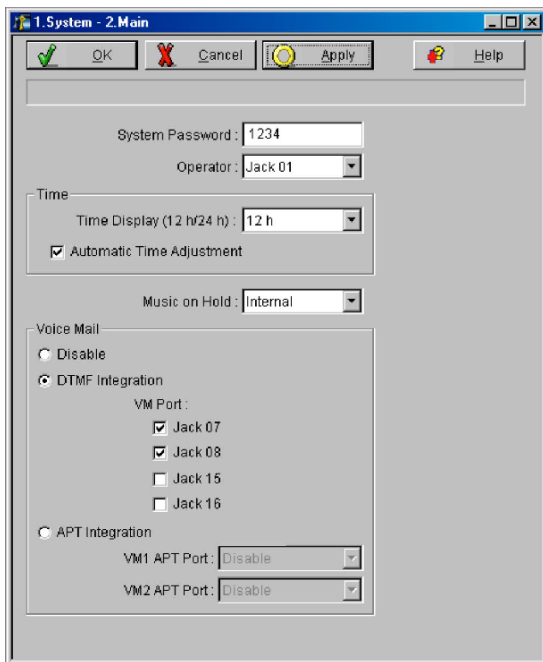 1.System - 2.Main
OK Cancel Apply Help
System Password : 1234
Operator : Jack 01
Time
Time Display (12 h/24 h) : 12 h
Automatic Time Adjustment
Music on Hold : Internal
Voice Mail
Disable
DTMF Integration
VM Port :
Jack 07
Jack 08
Jack 15
Jack 16
APT Integration
VM1 APT Port : Disable
VM2 APT Port : Disable